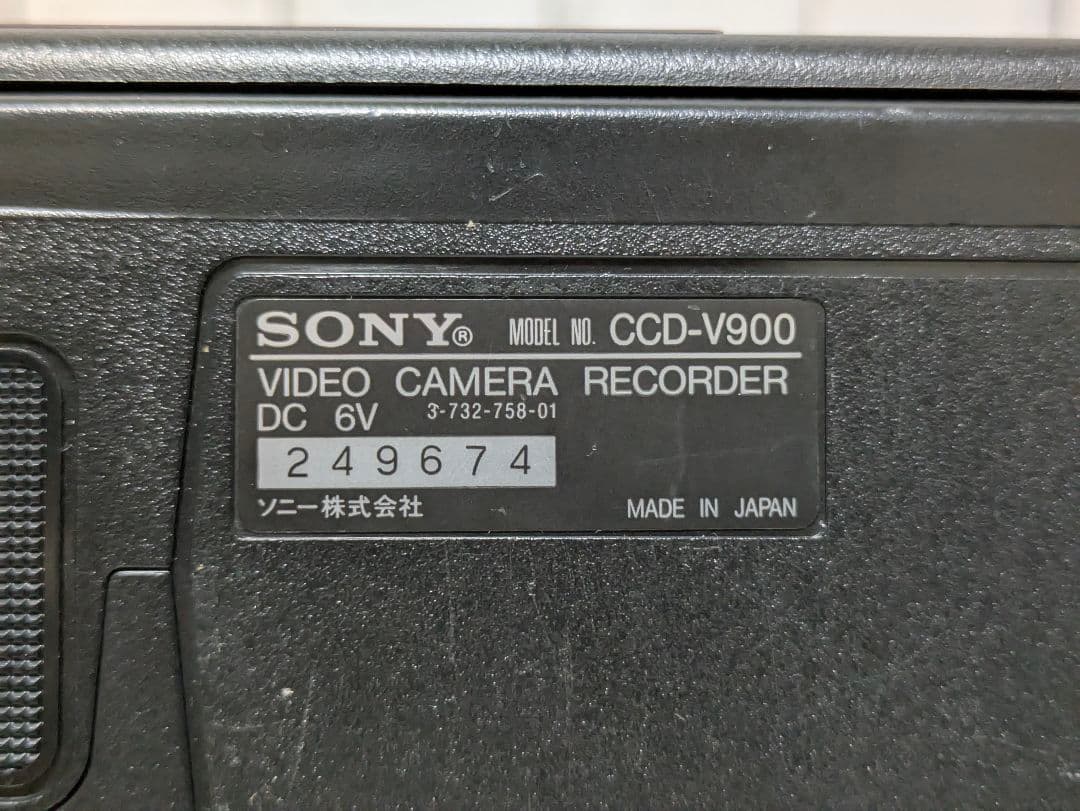 SONY® MODEL NO. CCD-V900
VIDEO CAMERA RECORDER
DC 6V 3-732-758-01
249674
ソニー株式会社 MADE IN JAPAN